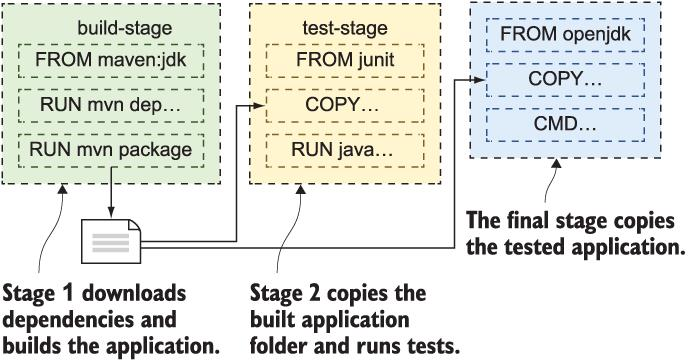 build-stage
FROM maven:jdk
RUN mvn dep…
RUN mvn package
test-stage
FROM junit
COPY…
RUN java…
FROM openjdk
COPY…
CMD…
The final stage copies
the tested application.
Stage 1 downloads
dependencies and
builds the application.
Stage 2 copies the
built application
folder and runs tests.